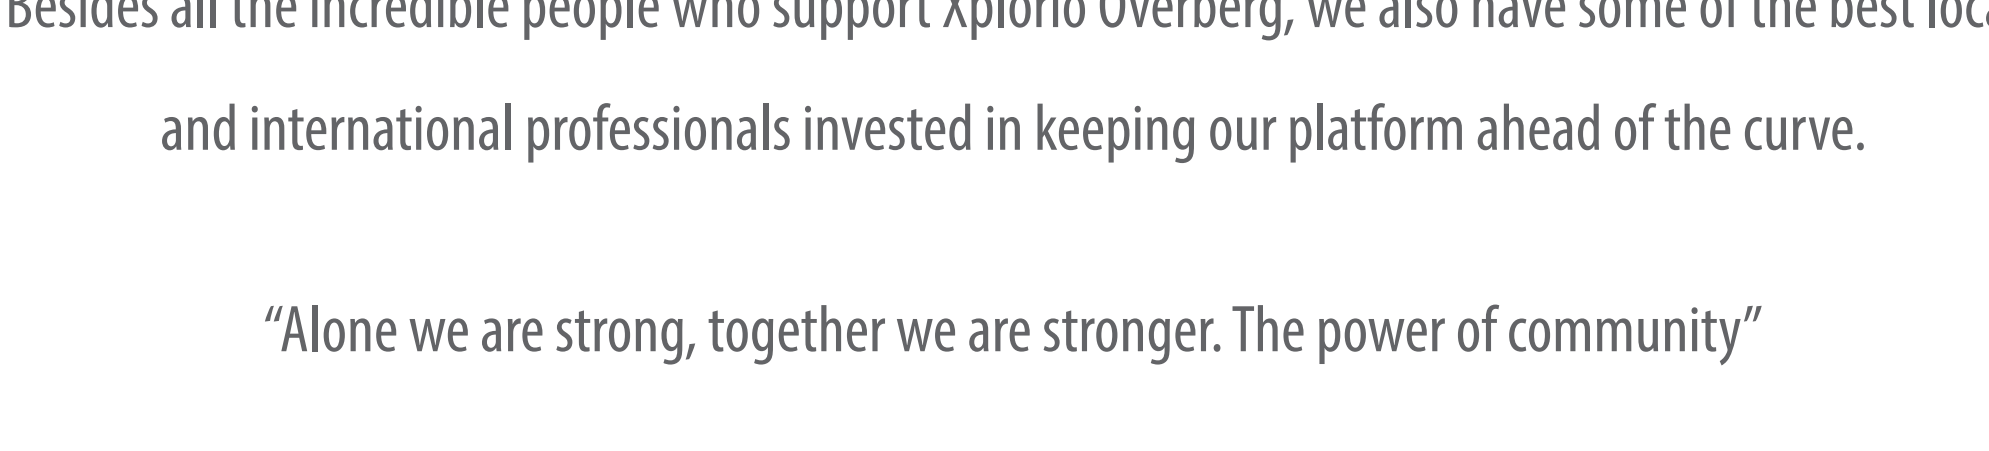 Besides all the incredible people who support Xplorio Overberg, we also have some of the best
and international professionals invested in keeping our platform ahead of the curve.
“Alone we are strong, together we are stronger. The power of community”